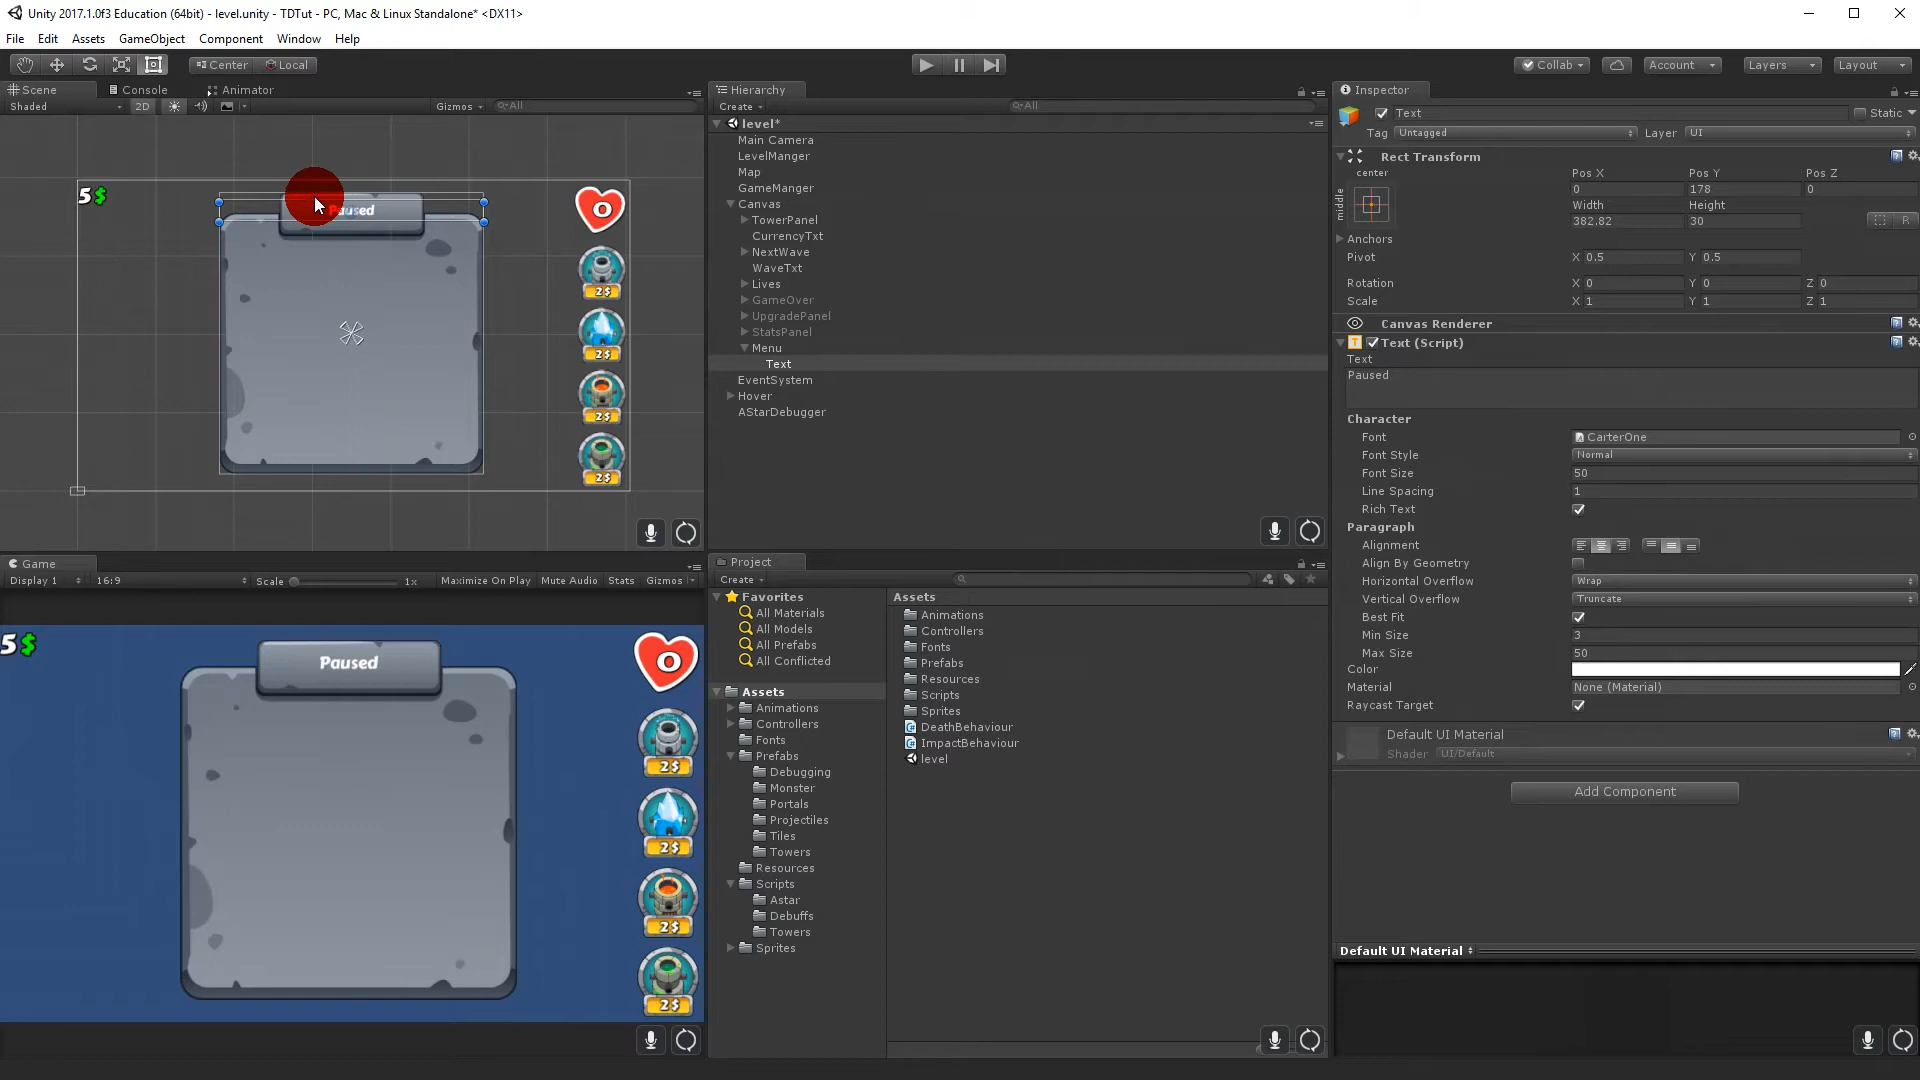 Unity 2017.1.0f3 Education (64bit) - level.unity - TDTut - PC, Mac & Linux Standalone* <DX11>
File Edit Assets GameObject Component Window Help
Center Local
Collab Account Layers Layout
Scene Console Animator
Shaded 2D Gizmos All
5$
Paused
0
2$
2$
2$
2$
Game
Display 1 16:9 Scale 1x Maximize On Play Mute Audio Stats Gizmos
5$
Paused
0
2$
2$
2$
2$
Hierarchy
Create All
level*
Main Camera
LevelManger
Map
GameManger
Canvas
TowerPanel
CurrencyTxt
NextWave
WaveTxt
Lives
GameOver
UpgradePanel
StatsPanel
Menu
Text
EventSystem
Hover
AStarDebugger
Project
Create
Favorites
All Materials
All Models
All Prefabs
All Conflicted
Assets
Animations
Controllers
Fonts
Prefabs
Debugging
Monster
Portals
Projectiles
Tiles
Towers
Resources
Scripts
Astar
Debuffs
Towers
Sprites
Assets
Animations
Controllers
Fonts
Prefabs
Resources
Scripts
Sprites
DeathBehaviour
ImpactBehaviour
level
Inspector
Text Static
Tag Untagged Layer UI
Rect Transform
center
middle
Pos X Pos Y Pos Z
0 178 0
Width Height
382.82 30
R
Anchors
Pivot X 0.5 Y 0.5
Rotation X 0 Y 0 Z 0
Scale X 1 Y 1 Z 1
Canvas Renderer
Text (Script)
Text
Paused
Character
Font CarterOne
Font Style Normal
Font Size 50
Line Spacing 1
Rich Text
Paragraph
Alignment
Align By Geometry
Horizontal Overflow Wrap
Vertical Overflow Truncate
Best Fit
Min Size 3
Max Size 50
Color
Material None (Material)
Raycast Target
Default UI Material
Shader UI/Default
Add Component
Default UI Material